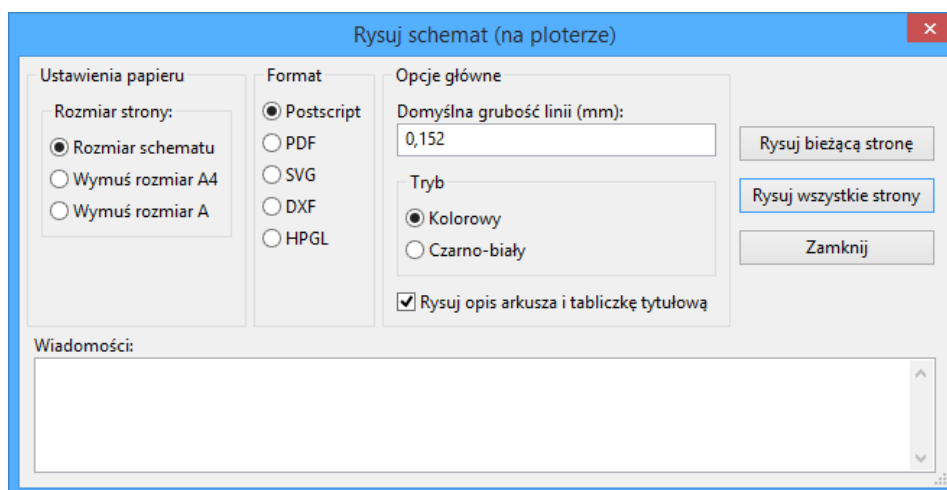 Rysuj schemat (na ploterze)
Ustawienia papieru
Rozmiar strony:
Rozmiar schematu
Wymuś rozmiar A4
Wymuś rozmiar A
Format
Postscript
PDF
SVG
DXF
HPGL
Opcje główne
Domyślna grubość linii (mm):
0,152
Tryb
Kolorowy
Czarno-biały
Rysuj opis arkusza i tabliczkę tytułową
Rysuj bieżącą stronę
Rysuj wszystkie strony
Zamknij
Wiadomości: